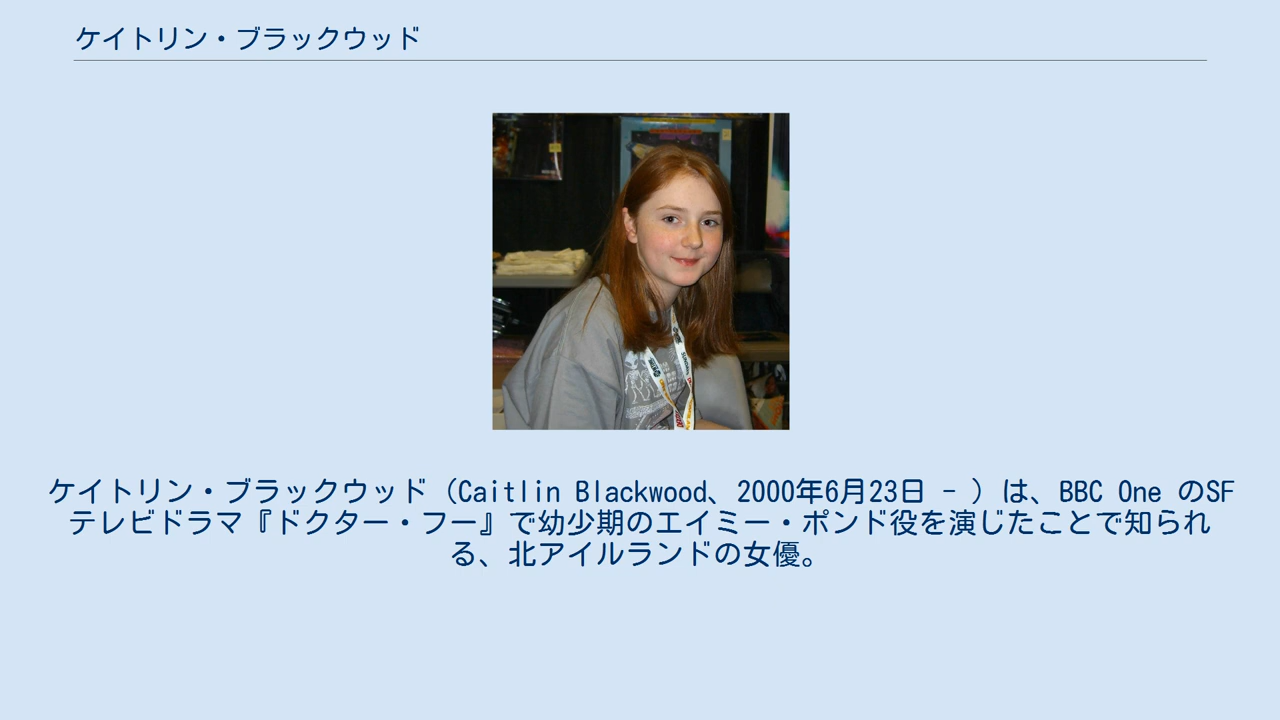 ケイトリン・ブラックウッド
ケイトリン・ブラックウッド（Caitlin Blackwood、2000年6月23日 - ）は、BBC One のSF
テレビドラマ『ドクター・フー』で幼少期のエイミー・ポンド役を演じたことで知られ
る、北アイルランドの女優。